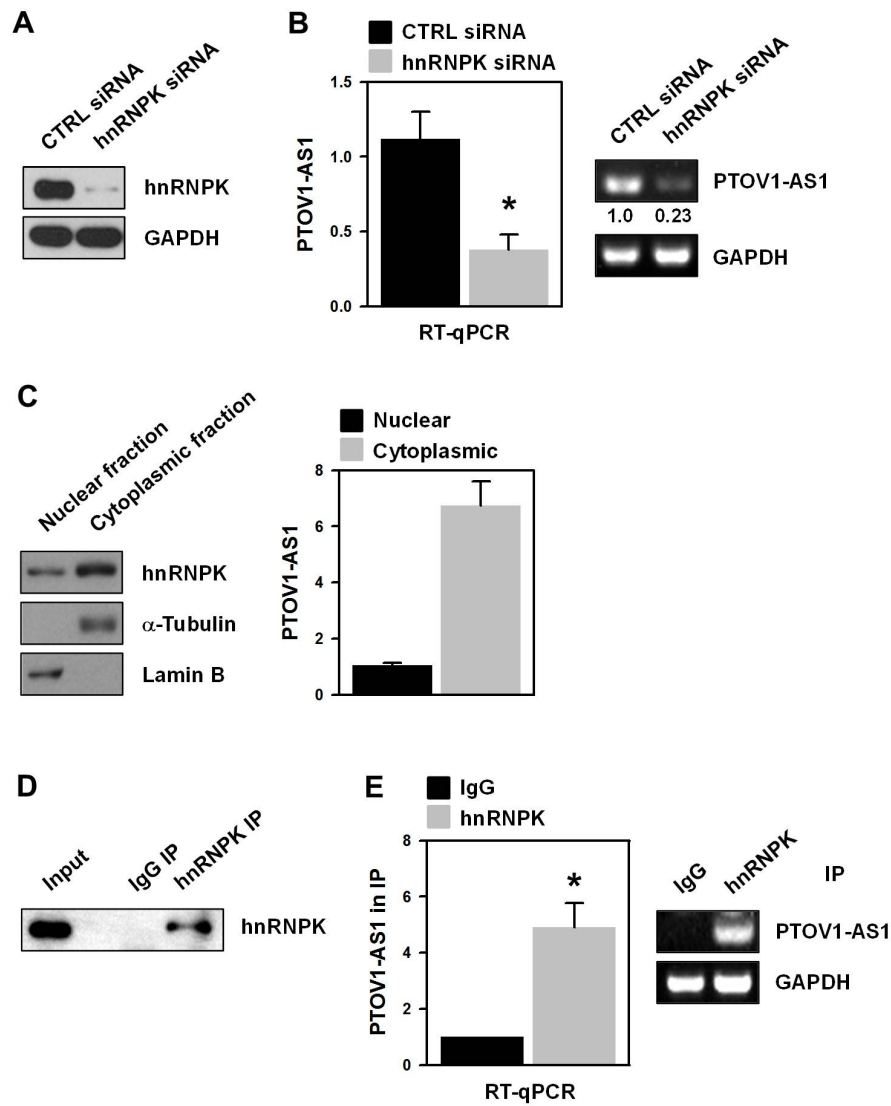 A
CTRL siRNA
hnRNPK siRNA
hnRNPK
GAPDH
B
CTRL siRNA
hnRNPK siRNA
1.5
1.0
0.5
0.0
PTOV1-AS1
*
RT-qPCR
CTRL siRNA
hnRNPK siRNA
PTOV1-AS1
1.0 0.23
GAPDH
C
Nuclear fraction
Cytoplasmic fraction
hnRNPK
α-Tubulin
Lamin B
Nuclear
Cytoplasmic
8
6
4
2
0
PTOV1-AS1
D
Input
IgG IP
hnRNPK IP
hnRNPK
E
IgG
hnRNPK
8
6
4
2
0
PTOV1-AS1 in IP
*
RT-qPCR
IgG
hnRNPK
IP
PTOV1-AS1
GAPDH